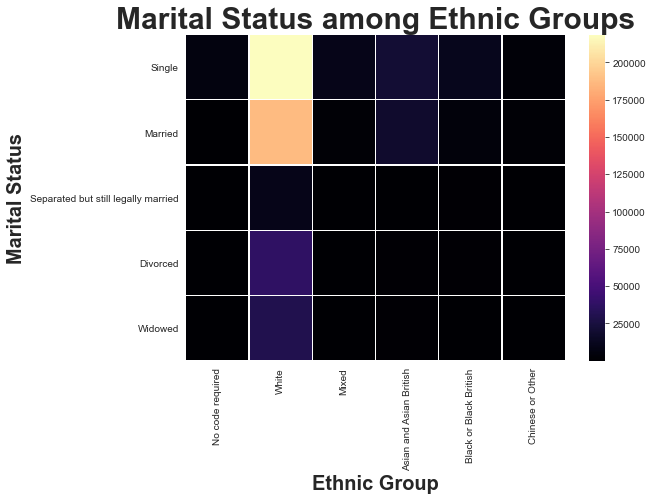 Marital Status among Ethnic Groups
Marital Status
Single
Married
Separated but still legally married
Divorced
Widowed
No code required
White
Mixed
Asian and Asian British
Black or Black British
Chinese or Other
Ethnic Group
200000
175000
150000
125000
100000
75000
50000
25000